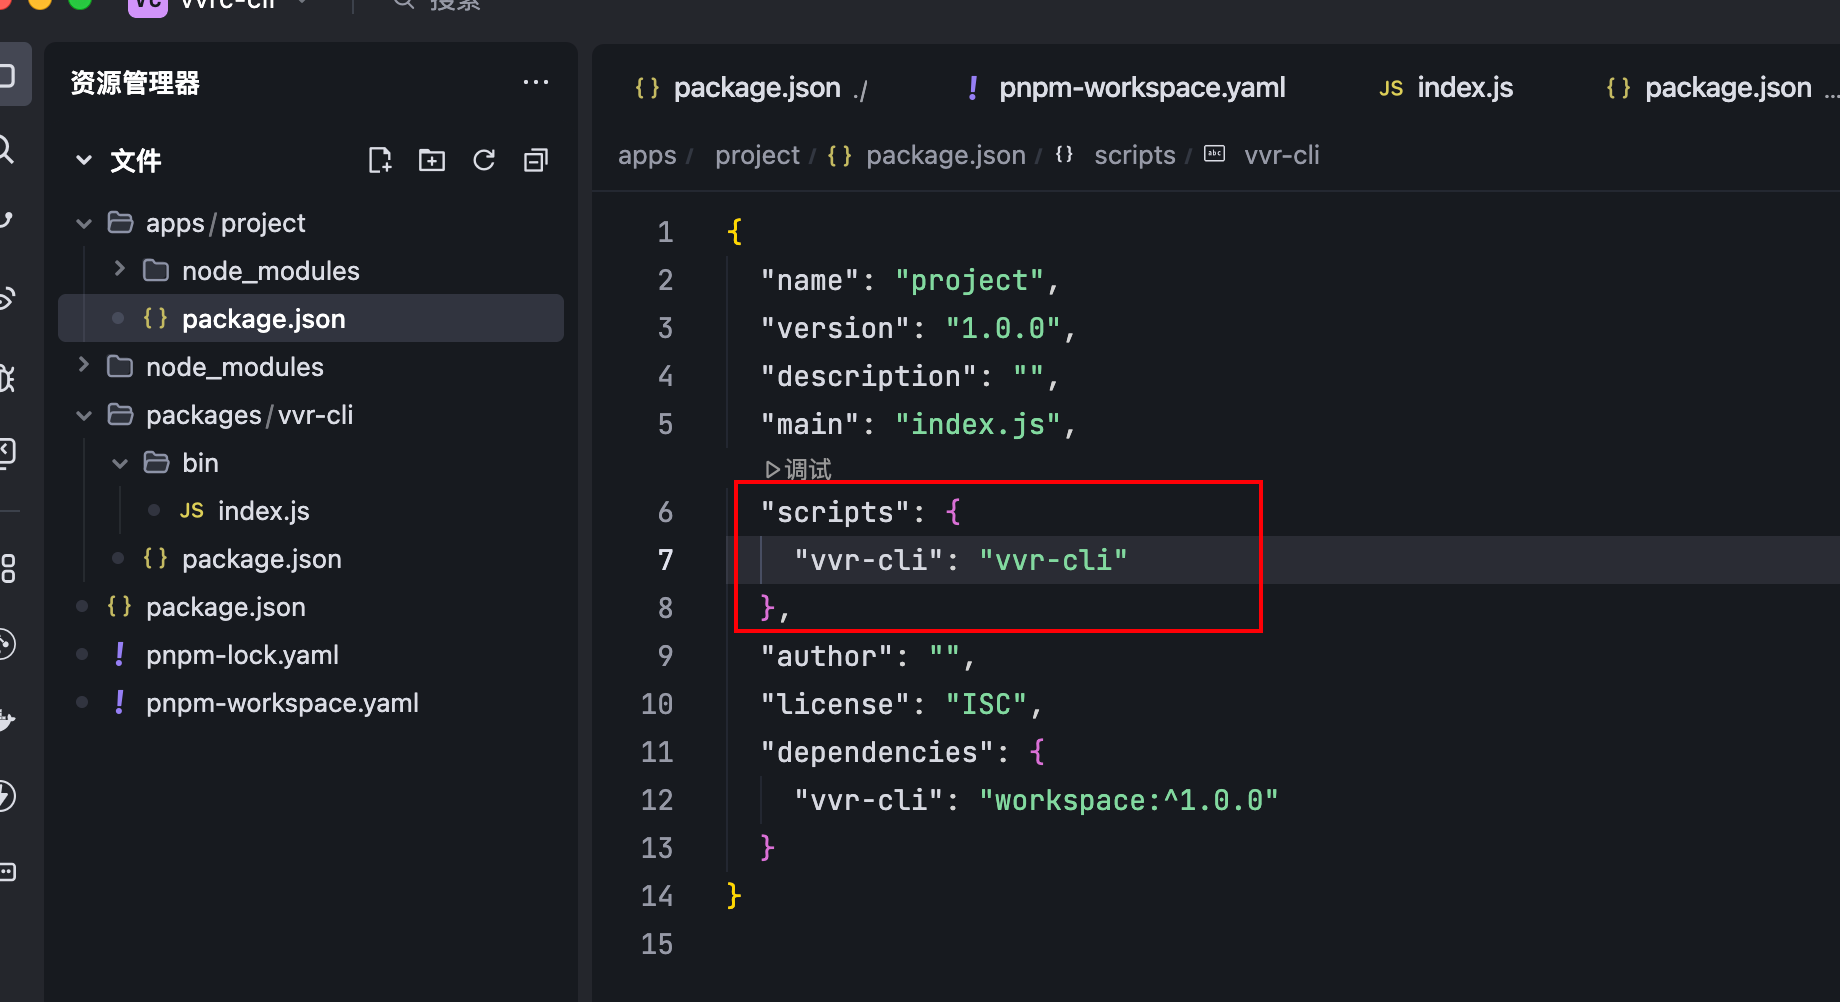 VC vvrc-cli 搜索
资源管理器 ...
文件
apps/project
node_modules
{} package.json
node_modules
packages/vvr-cli
bin
JS index.js
{} package.json
{} package.json
! pnpm-lock.yaml
! pnpm-workspace.yaml
{} package.json ./ ! pnpm-workspace.yaml JS index.js {} package.json ...
apps / project / {} package.json / {} scripts / abc vvr-cli
1 {
2 "name": "project",
3 "version": "1.0.0",
4 "description": "",
5 "main": "index.js",
调试
6 "scripts": {
7 "vvr-cli": "vvr-cli"
8 },
9 "author": "",
10 "license": "ISC",
11 "dependencies": {
12 "vvr-cli": "workspace:^1.0.0"
13 }
14 }
15